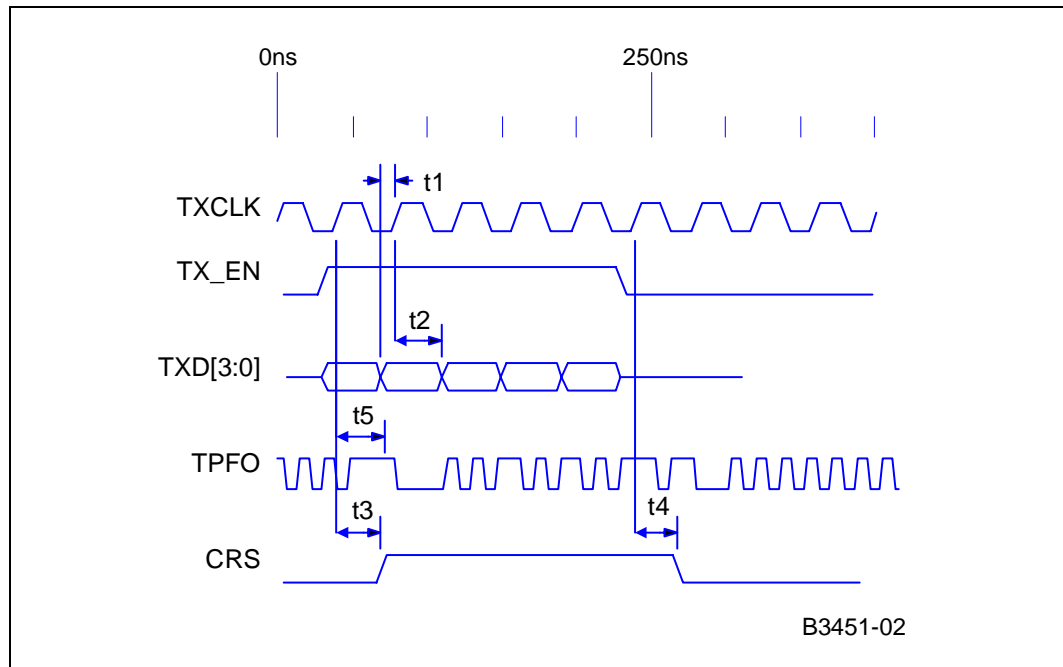 0ns 250ns
t1
TXCLK
TX_EN
t2
TXD[3:0]
t5
TPFO
t3 t4
CRS
B3451-02